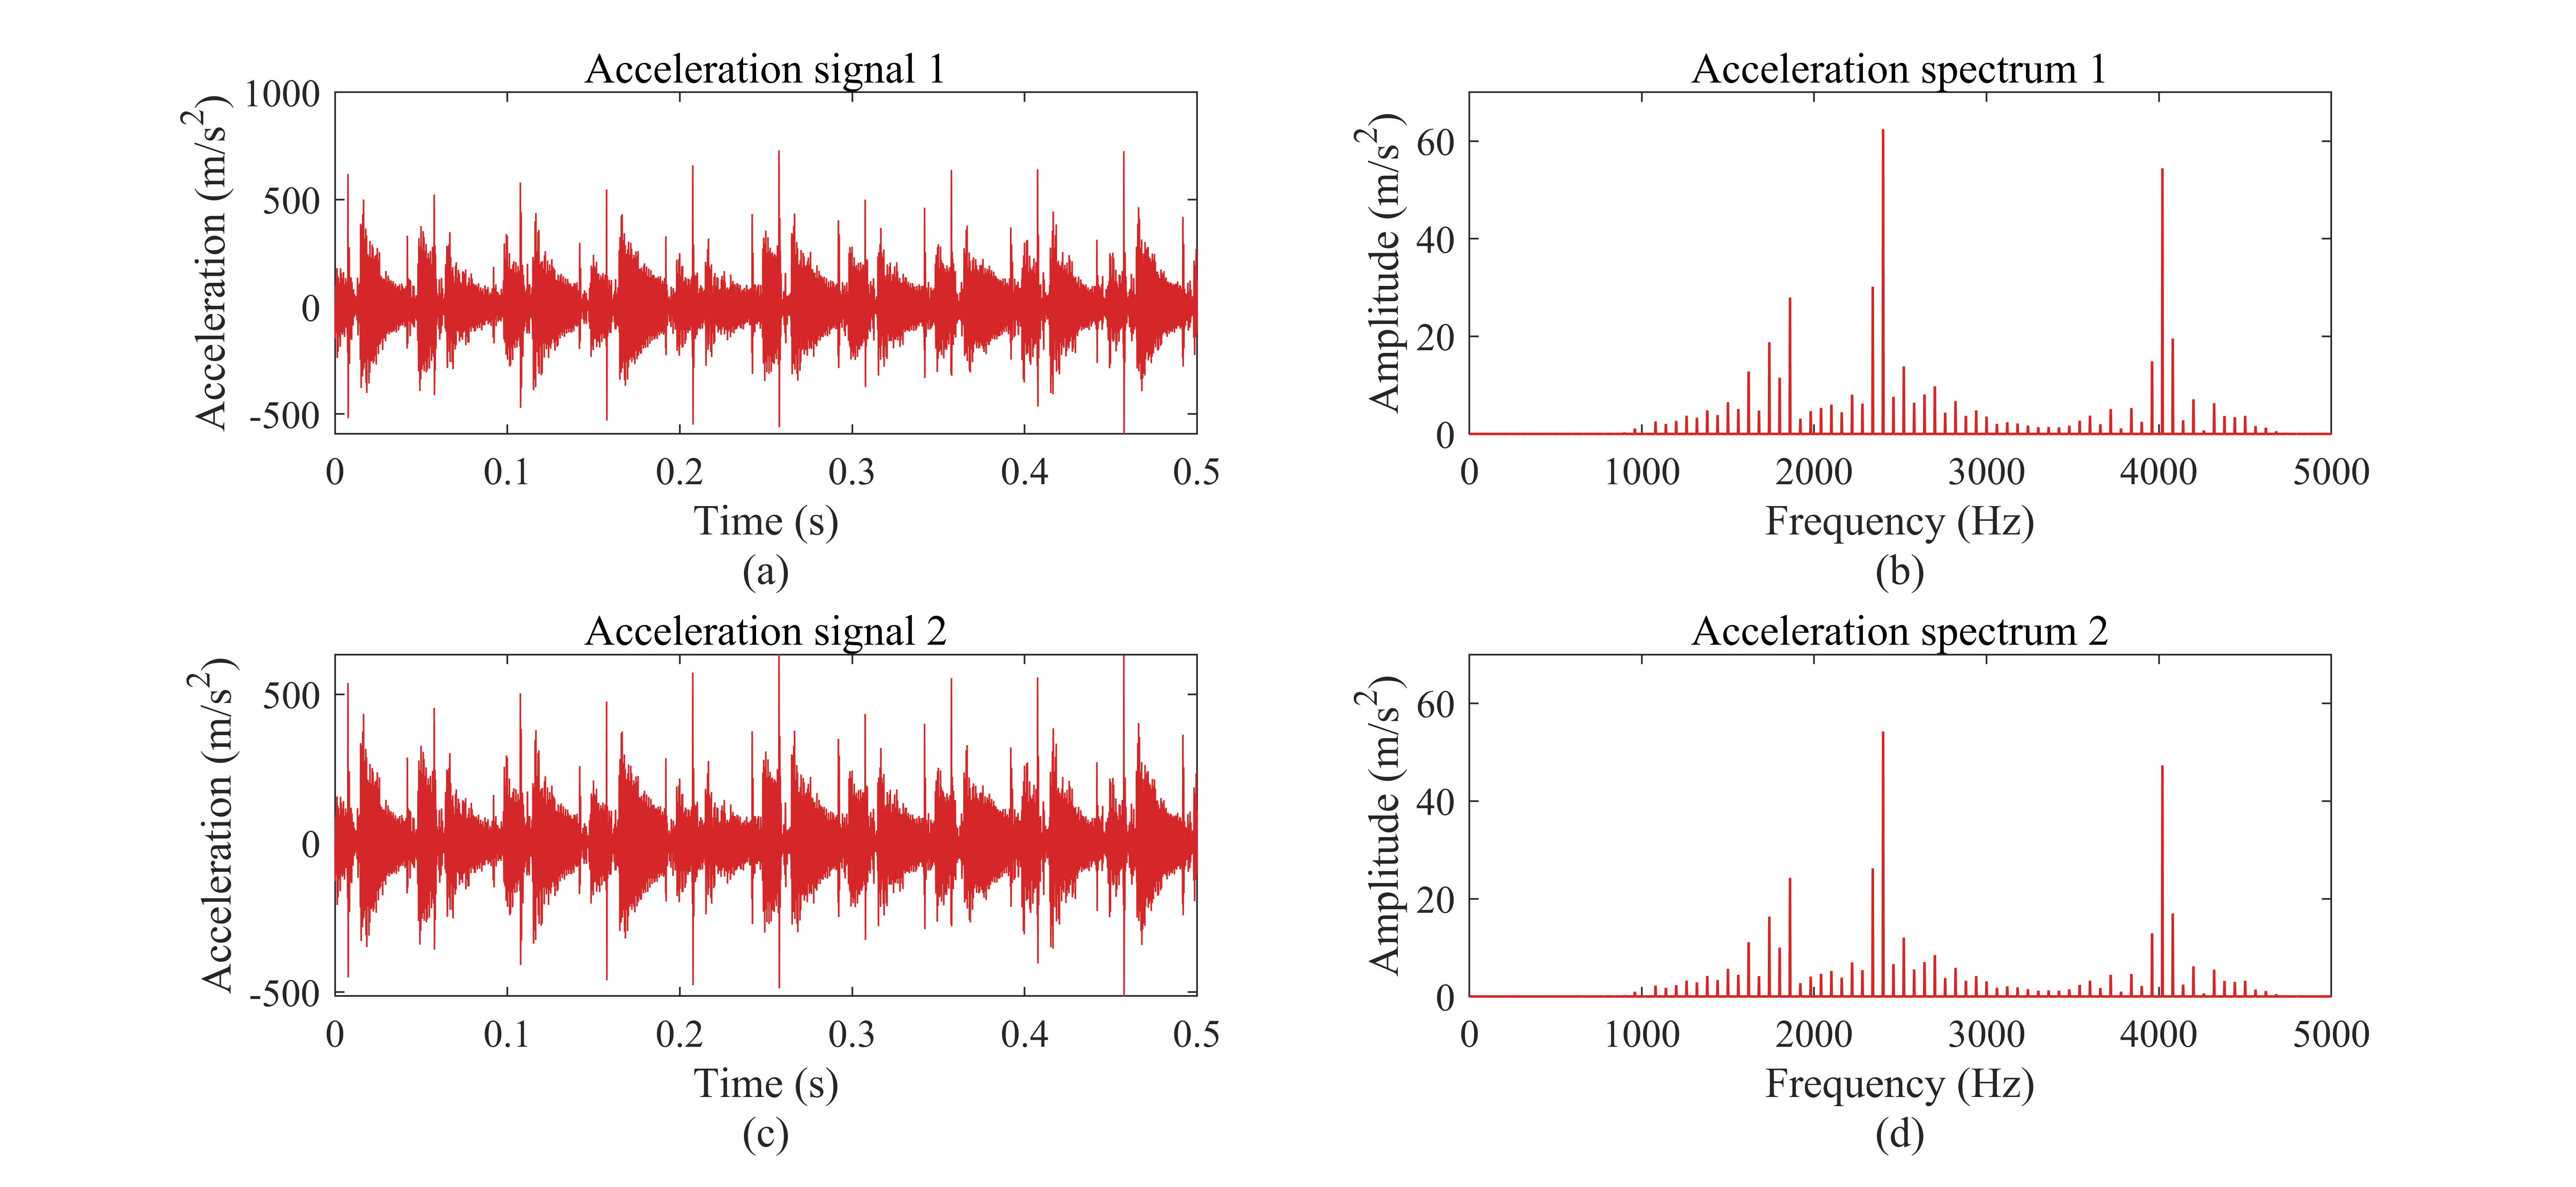 Acceleration signal 1
Acceleration (m/s²)
1000
500
0
-500
0 0.1 0.2 0.3 0.4 0.5
Time (s)
(a)
Acceleration spectrum 1
Amplitude (m/s²)
60
40
20
0
0 1000 2000 3000 4000 5000
Frequency (Hz)
(b)
Acceleration signal 2
Acceleration (m/s²)
500
0
-500
0 0.1 0.2 0.3 0.4 0.5
Time (s)
(c)
Acceleration spectrum 2
Amplitude (m/s²)
60
40
20
0
0 1000 2000 3000 4000 5000
Frequency (Hz)
(d)